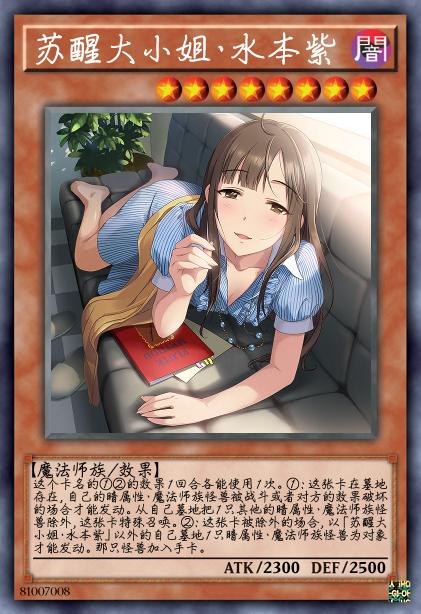 苏醒大小姐·水本紫
闇
【魔法师族/效果】
这个卡名的①②的效果1回合各能使用1次。①:这张卡在墓地
存在,自己的暗属性·魔法师族怪兽被战斗或者对方的效果破坏
的场合才能发动。从自己墓地把1只其他的暗属性·魔法师族怪
兽除外,这张卡特殊召唤。②:这张卡被除外的场合,以「苏醒大
小姐·水本紫」以外的自己墓地1只暗属性·魔法师族怪兽为对象
才能发动。那只怪兽加入手卡。
ATK/2300 DEF/2500
81007008